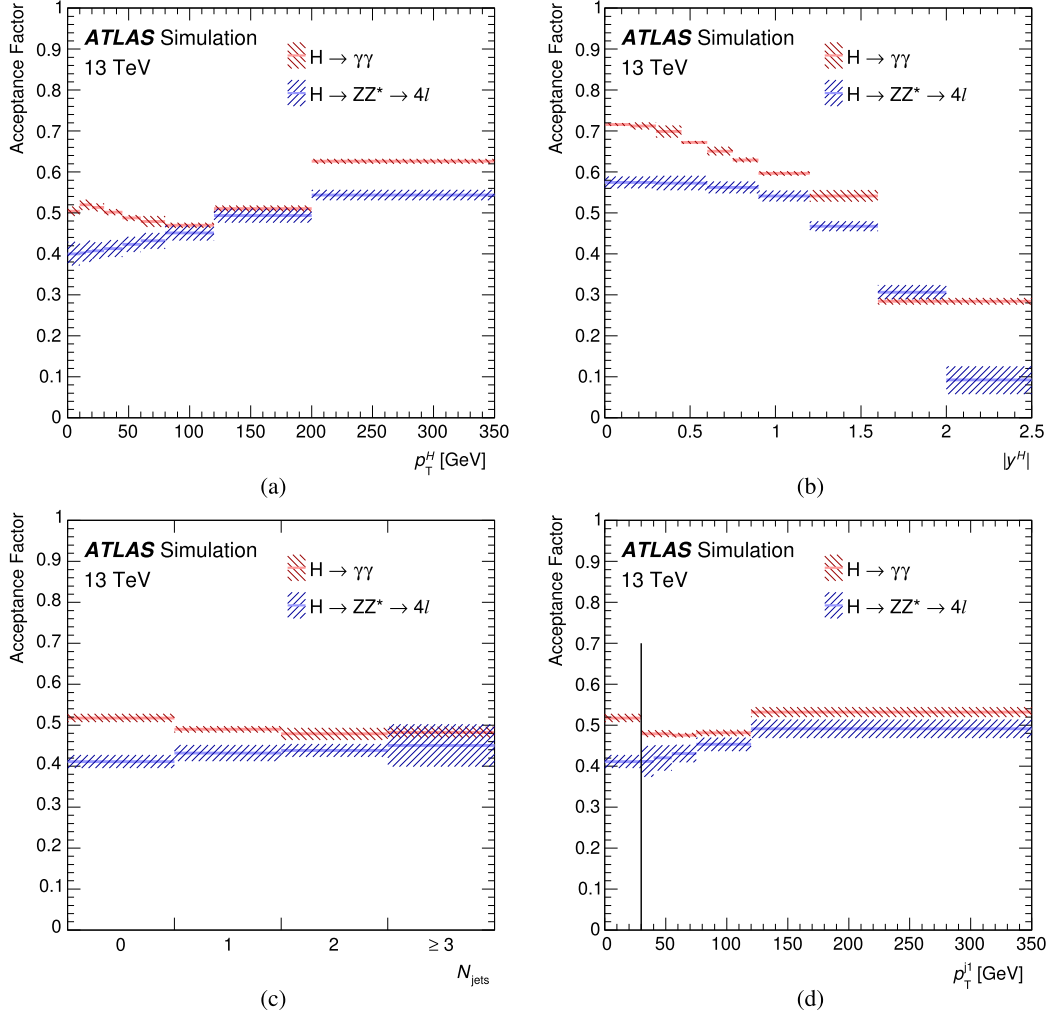 Acceptance Factor
1
0.9
0.8
0.7
0.6
0.5
0.4
0.3
0.2
0.1
0
ATLAS Simulation
13 TeV
H → γγ
H → ZZ* → 4l
0 50 100 150 200 250 300 350
p_T^H [GeV]
(a)
Acceptance Factor
1
0.9
0.8
0.7
0.6
0.5
0.4
0.3
0.2
0.1
0
ATLAS Simulation
13 TeV
H → γγ
H → ZZ* → 4l
0 0.5 1 1.5 2 2.5
|y^H|
(b)
Acceptance Factor
1
0.9
0.8
0.7
0.6
0.5
0.4
0.3
0.2
0.1
0
ATLAS Simulation
13 TeV
H → γγ
H → ZZ* → 4l
0 1 2 ≥ 3
N_jets
(c)
Acceptance Factor
1
0.9
0.8
0.7
0.6
0.5
0.4
0.3
0.2
0.1
0
ATLAS Simulation
13 TeV
H → γγ
H → ZZ* → 4l
0 50 100 150 200 250 300 350
p_T^j1 [GeV]
(d)